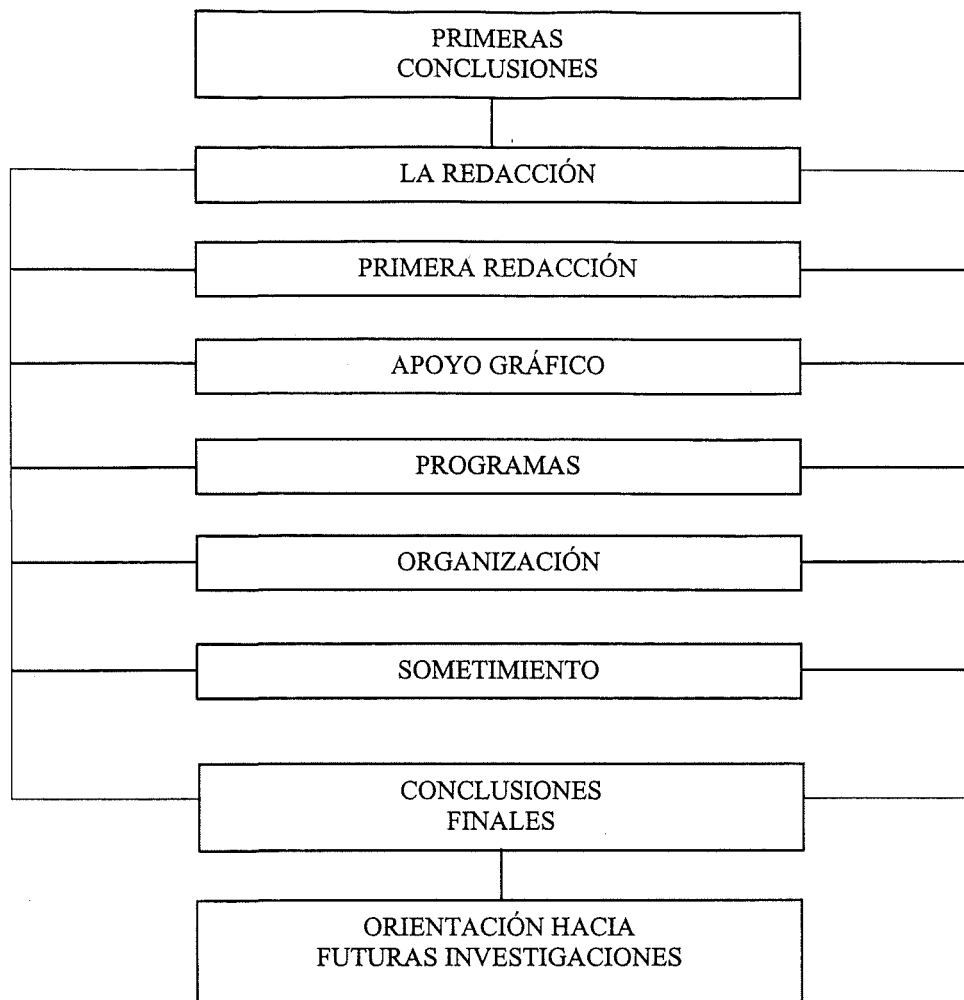 PRIMERAS
CONCLUSIONES
LA REDACCIÓN
PRIMERA REDACCIÓN
APOYO GRÁFICO
PROGRAMAS
ORGANIZACIÓN
SOMETIMIENTO
CONCLUSIONES
FINALES
ORIENTACIÓN HACIA
FUTURAS INVESTIGACIONES